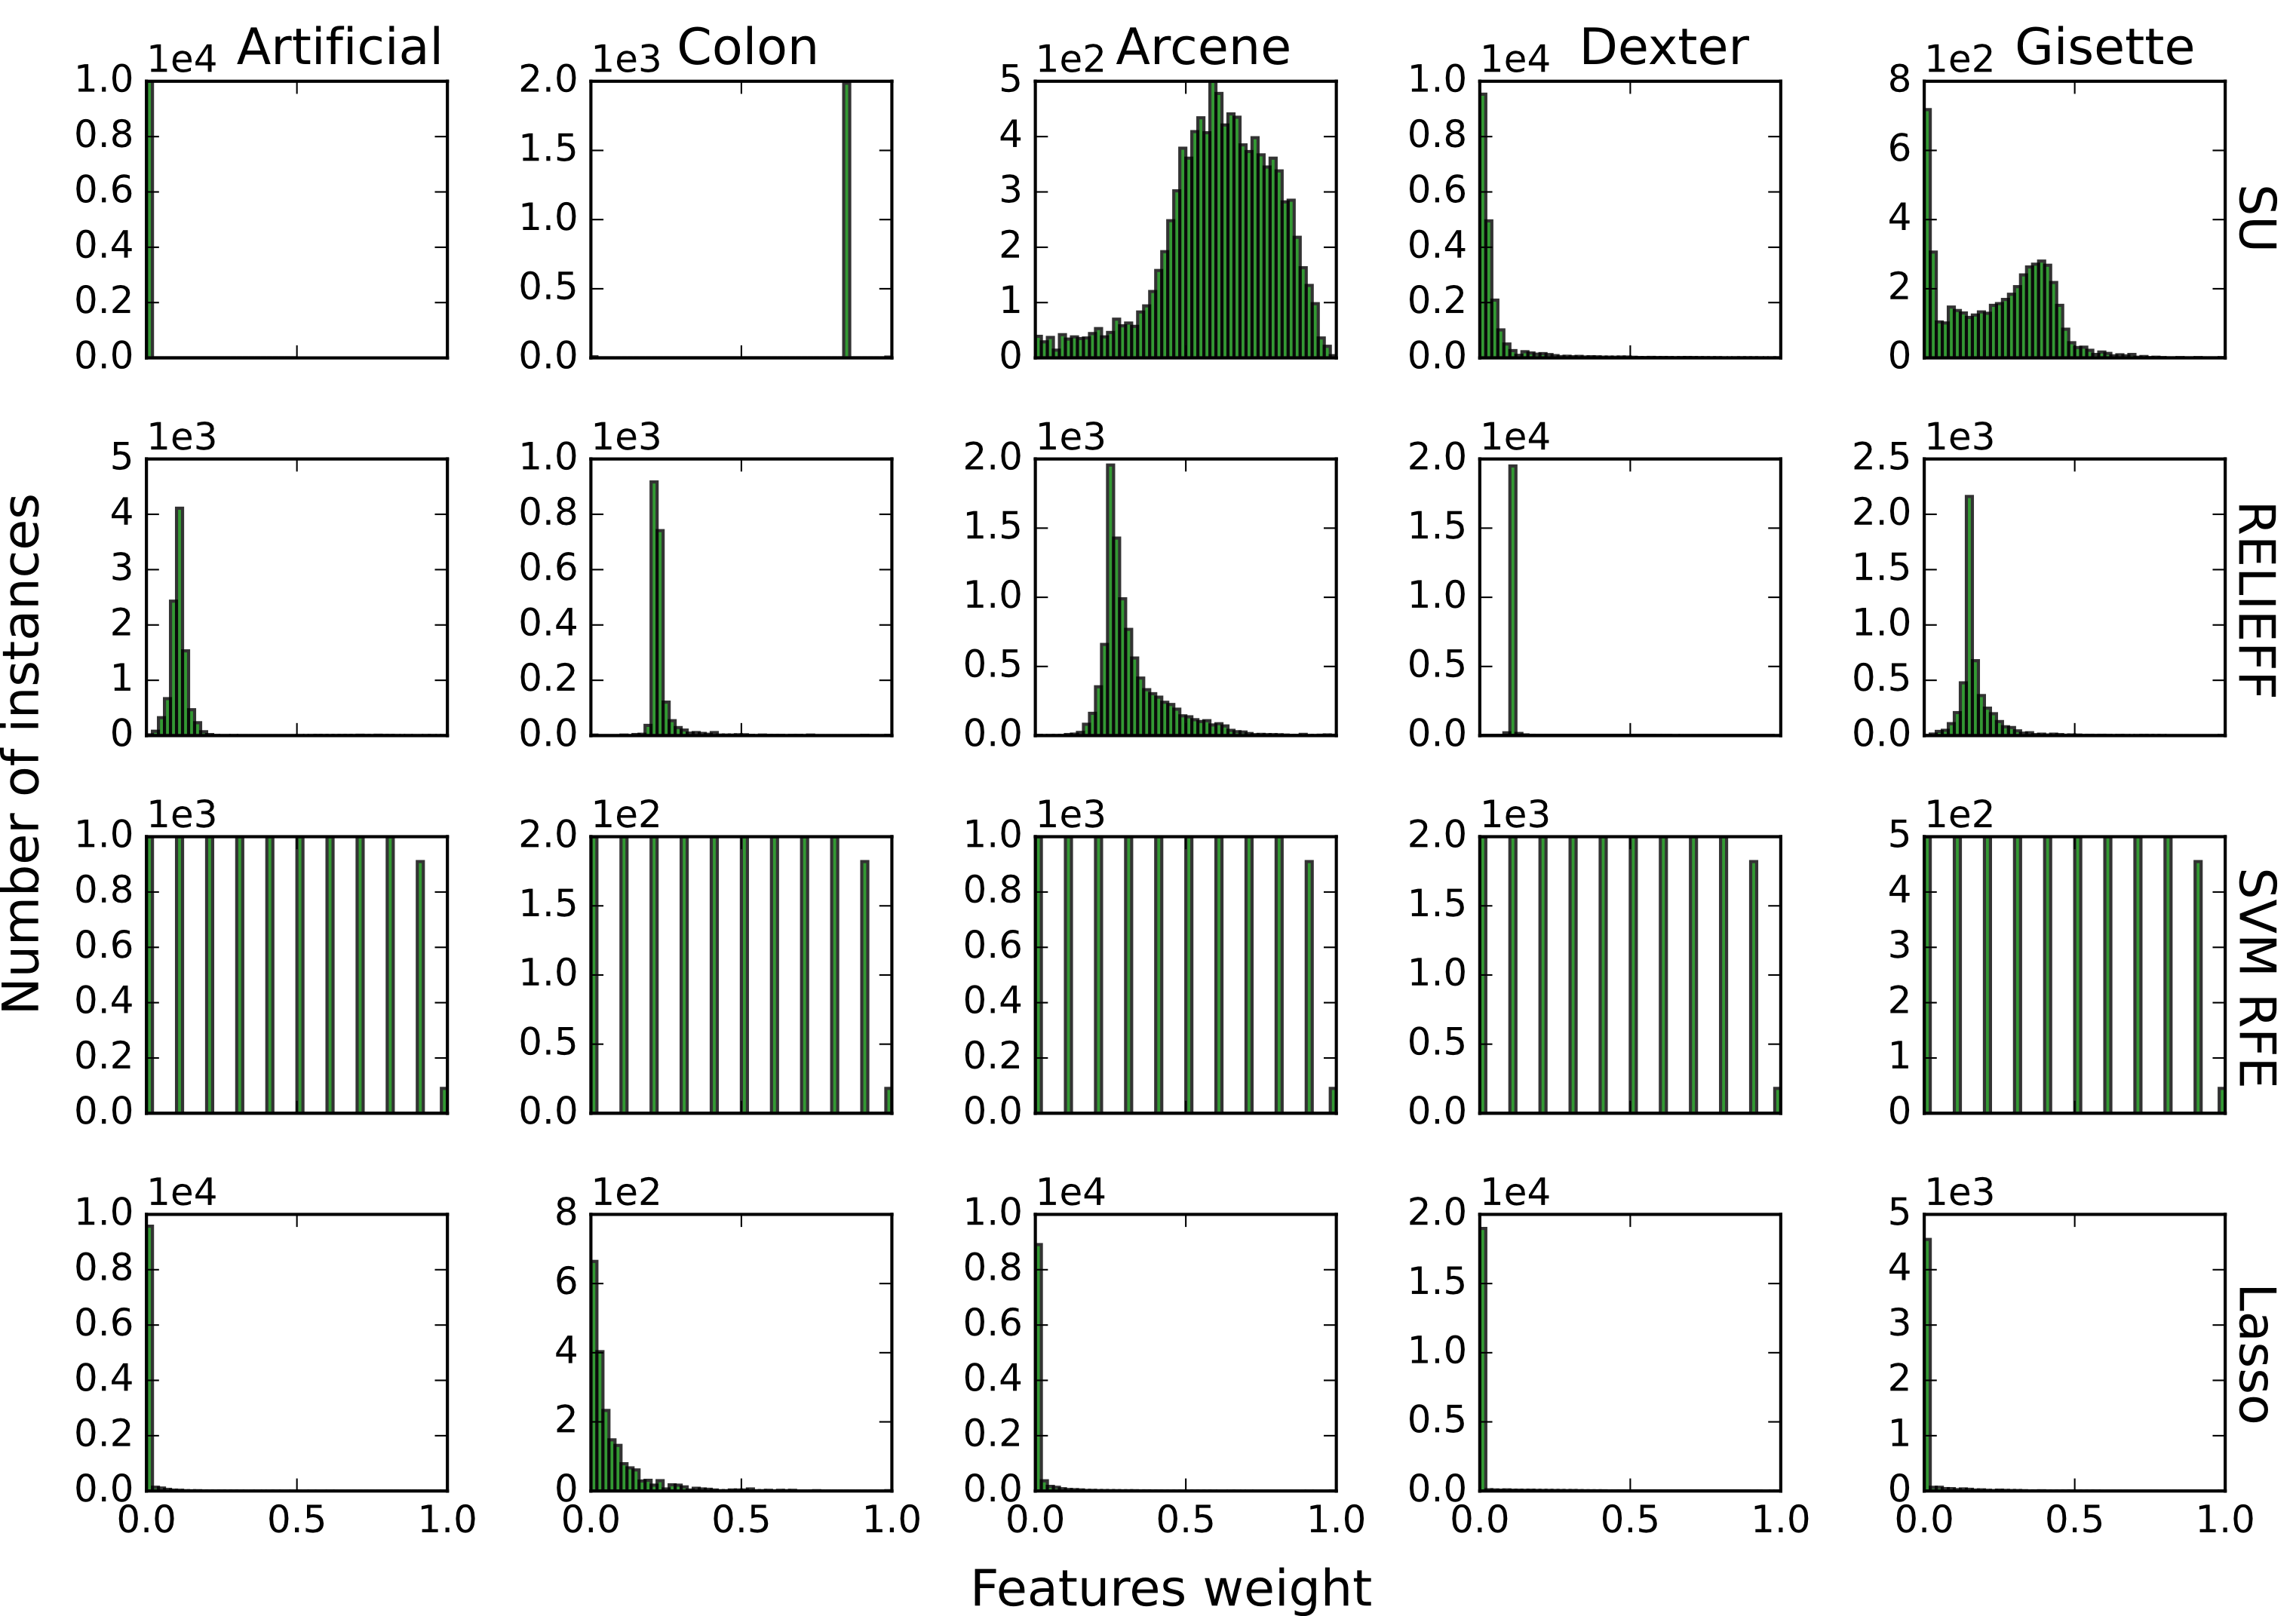 Artificial Colon Arcene Dexter Gisette
1e4 1e3 1e2 1e4 1e2
1.0 2.0 5 1.0 8
0.8 1.5 4 0.8 6
0.6 1.0 3 0.6 4
0.4 0.5 2 0.4 2
0.2 0.0 1 0.2 0
0.0 0 0.0
SU
1e3 1e3 1e3 1e4 1e3
5 1.0 2.0 2.0 2.5
4 0.8 1.5 1.5 2.0
3 0.6 1.0 1.0 1.5
2 0.4 0.5 0.5 1.0
1 0.2 0.0 0.0 0.5
0 0.0 0.0
RELIEFF
Number of instances
1e3 1e2 1e3 1e3 1e2
1.0 2.0 1.0 2.0 5
0.8 1.5 0.8 1.5 4
0.6 1.0 0.6 1.0 3
0.4 0.5 0.4 0.5 2
0.2 0.0 0.2 0.0 1
0.0 0.0 0
SVM RFE
1e4 1e2 1e4 1e4 1e3
1.0 8 1.0 2.0 5
0.8 6 0.8 1.5 4
0.6 4 0.6 1.0 3
0.4 2 0.4 0.5 2
0.2 0 0.2 0.0 1
0.0 0.0 0
Lasso
0.0 0.5 1.0 0.0 0.5 1.0 0.0 0.5 1.0 0.0 0.5 1.0 0.0 0.5 1.0
Features weight